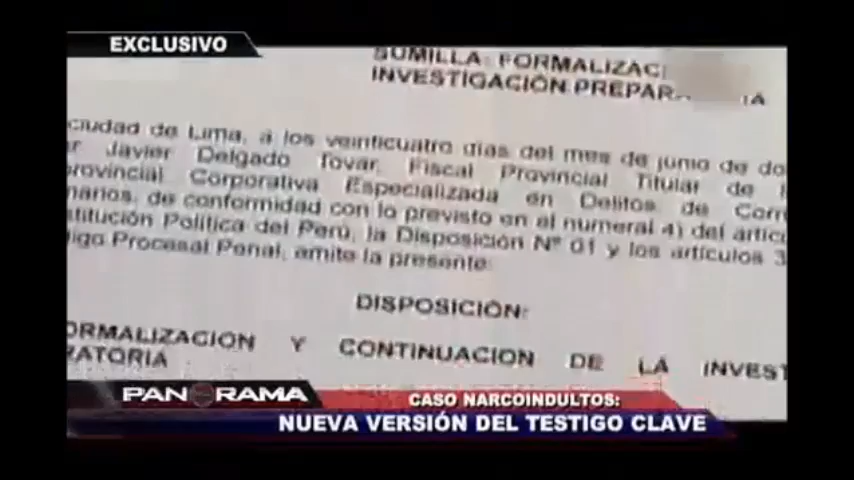 EXCLUSIVO
SUMILLA: FORMALIZAC
INVESTIGACIÓN PREPAR
ciudad de Lima, a los veinticuatro días del mes de junio de do
Javier Delgado Tovar, Fiscal Provincial Titular de l
rovincial Corporativa Especializada en Delitos de Corr
narios, de conformidad con lo previsto en el numeral 4) del artíc
stitución Política del Perú, la Disposición Nº 01 y los artículos 3
igo Procesal Penal, emite la presente:
DISPOSICIÓN:
ORMALIZACION Y CONTINUACION DE LA INVEST
RATORIA
PANORAMA
CASO NARCOINDULTOS:
NUEVA VERSIÓN DEL TESTIGO CLAVE